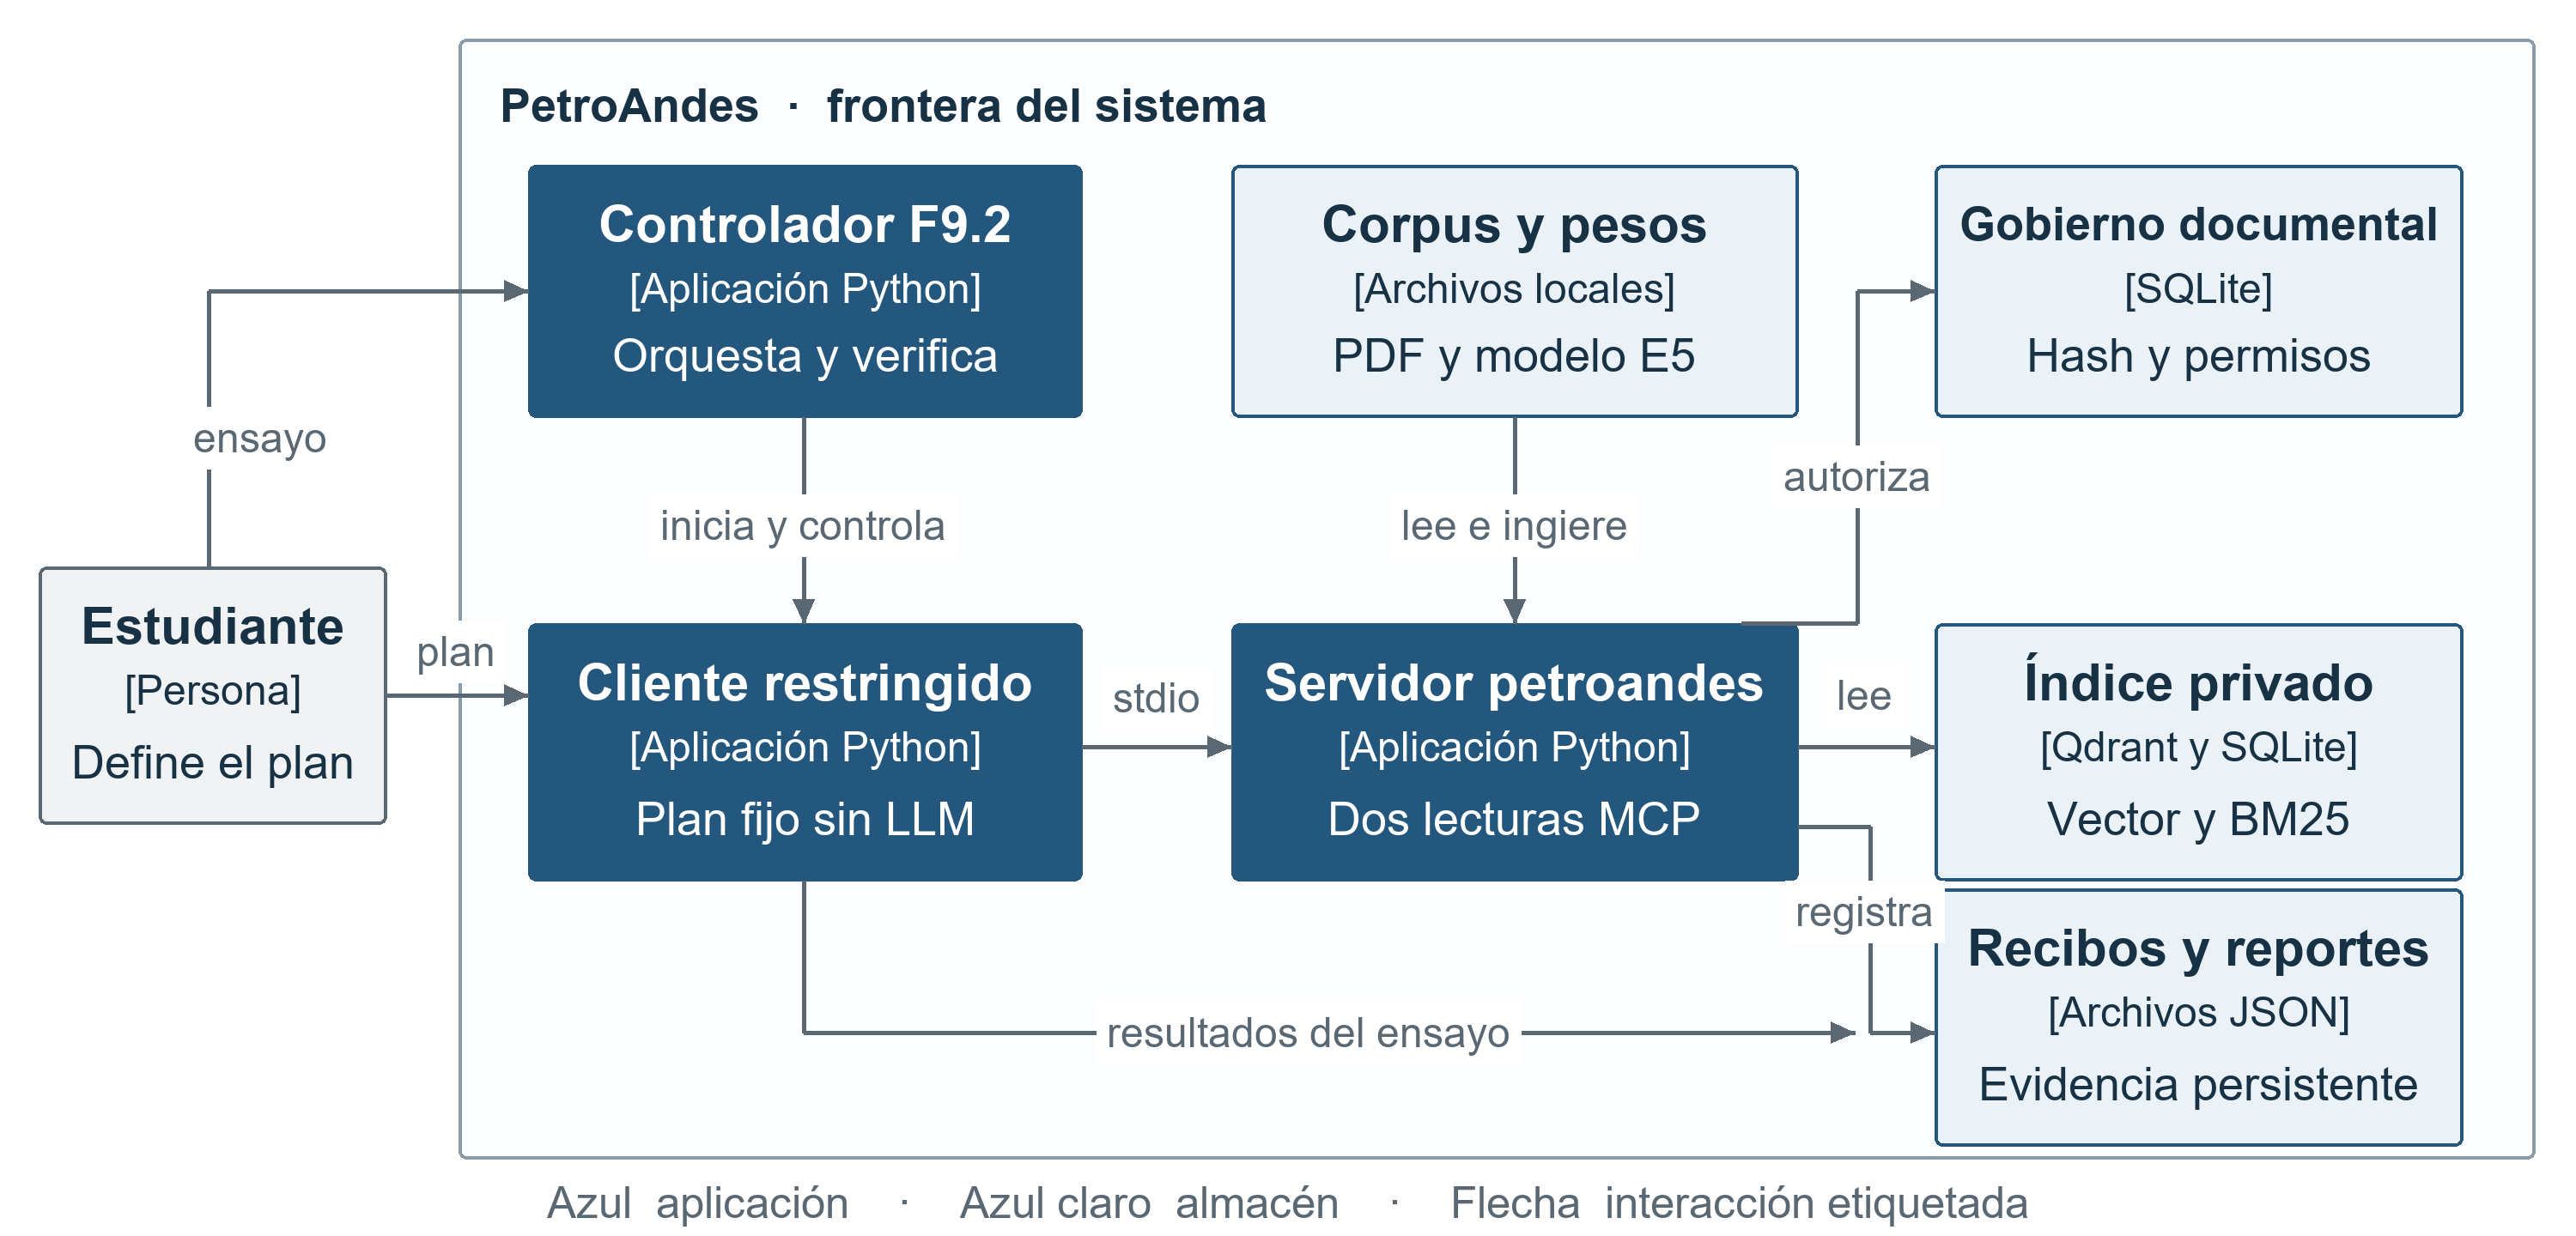 PetroAndes · frontera del sistema
Controlador F9.2
[Aplicación Python]
Orquesta y verifica
Corpus y pesos
[Archivos locales]
PDF y modelo E5
Gobierno documental
[SQLite]
Hash y permisos
ensayo
inicia y controla
lee e ingiere
autoriza
Estudiante
[Persona]
Define el plan
plan
Cliente restringido
[Aplicación Python]
Plan fijo sin LLM
stdio
Servidor petroandes
[Aplicación Python]
Dos lecturas MCP
lee
Índice privado
[Qdrant y SQLite]
Vector y BM25
registra
Recibos y reportes
[Archivos JSON]
Evidencia persistente
resultados del ensayo
Azul aplicación · Azul claro almacén · Flecha interacción etiquetada